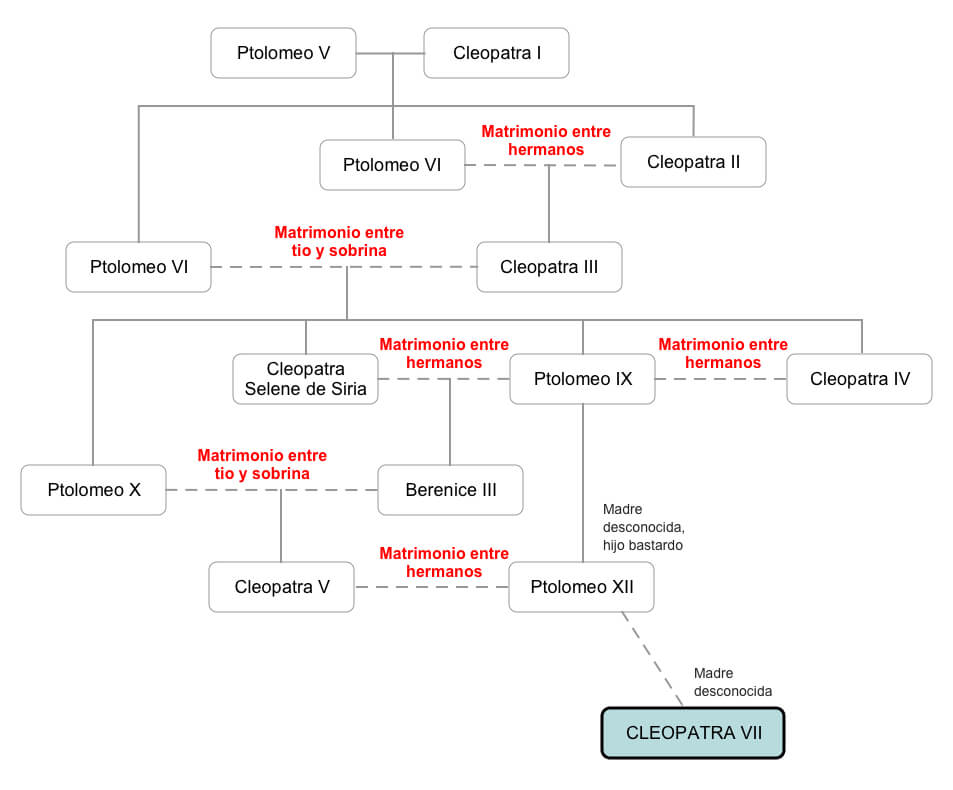 Ptolomeo V
Cleopatra I
Matrimonio entre
hermanos
Ptolomeo VI
Cleopatra II
Matrimonio entre
tio y sobrina
Ptolomeo VI
Cleopatra III
Matrimonio entre
hermanos
Matrimonio entre
hermanos
Cleopatra
Selene de Siria
Ptolomeo IX
Cleopatra IV
Matrimonio entre
tio y sobrina
Ptolomeo X
Berenice III
Madre
desconocida,
hijo bastardo
Matrimonio entre
hermanos
Cleopatra V
Ptolomeo XII
Madre
desconocida
CLEOPATRA VII